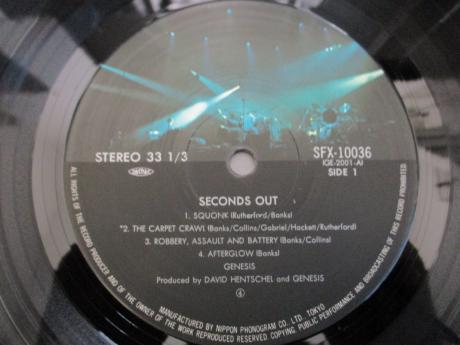 STEREO 33 1/3
SFX-10036
(GE-2001-A)
SIDE 1
SECONDS OUT
1. SQUONK (Rutherford/Banks)
*2. THE CARPET CRAWL (Banks/Collins/Gabriel/Hackett/Rutherford)
3. ROBBERY, ASSAULT AND BATTERY (Banks/Collins)
4. AFTERGLOW (Banks)
GENESIS
Produced by DAVID HENTSCHEL and GENESIS
④
ALL RIGHTS OF THE RECORD PRODUCER AND OF THE OWNER OF THE WORK REPRODUCED RESERVED. COPYING PUBLIC PERFORMANCE AND BROADCASTING OF THIS RECORD PROHIBITED
MANUFACTURED BY NIPPON PHONOGRAM CO. LTD., TOKYO